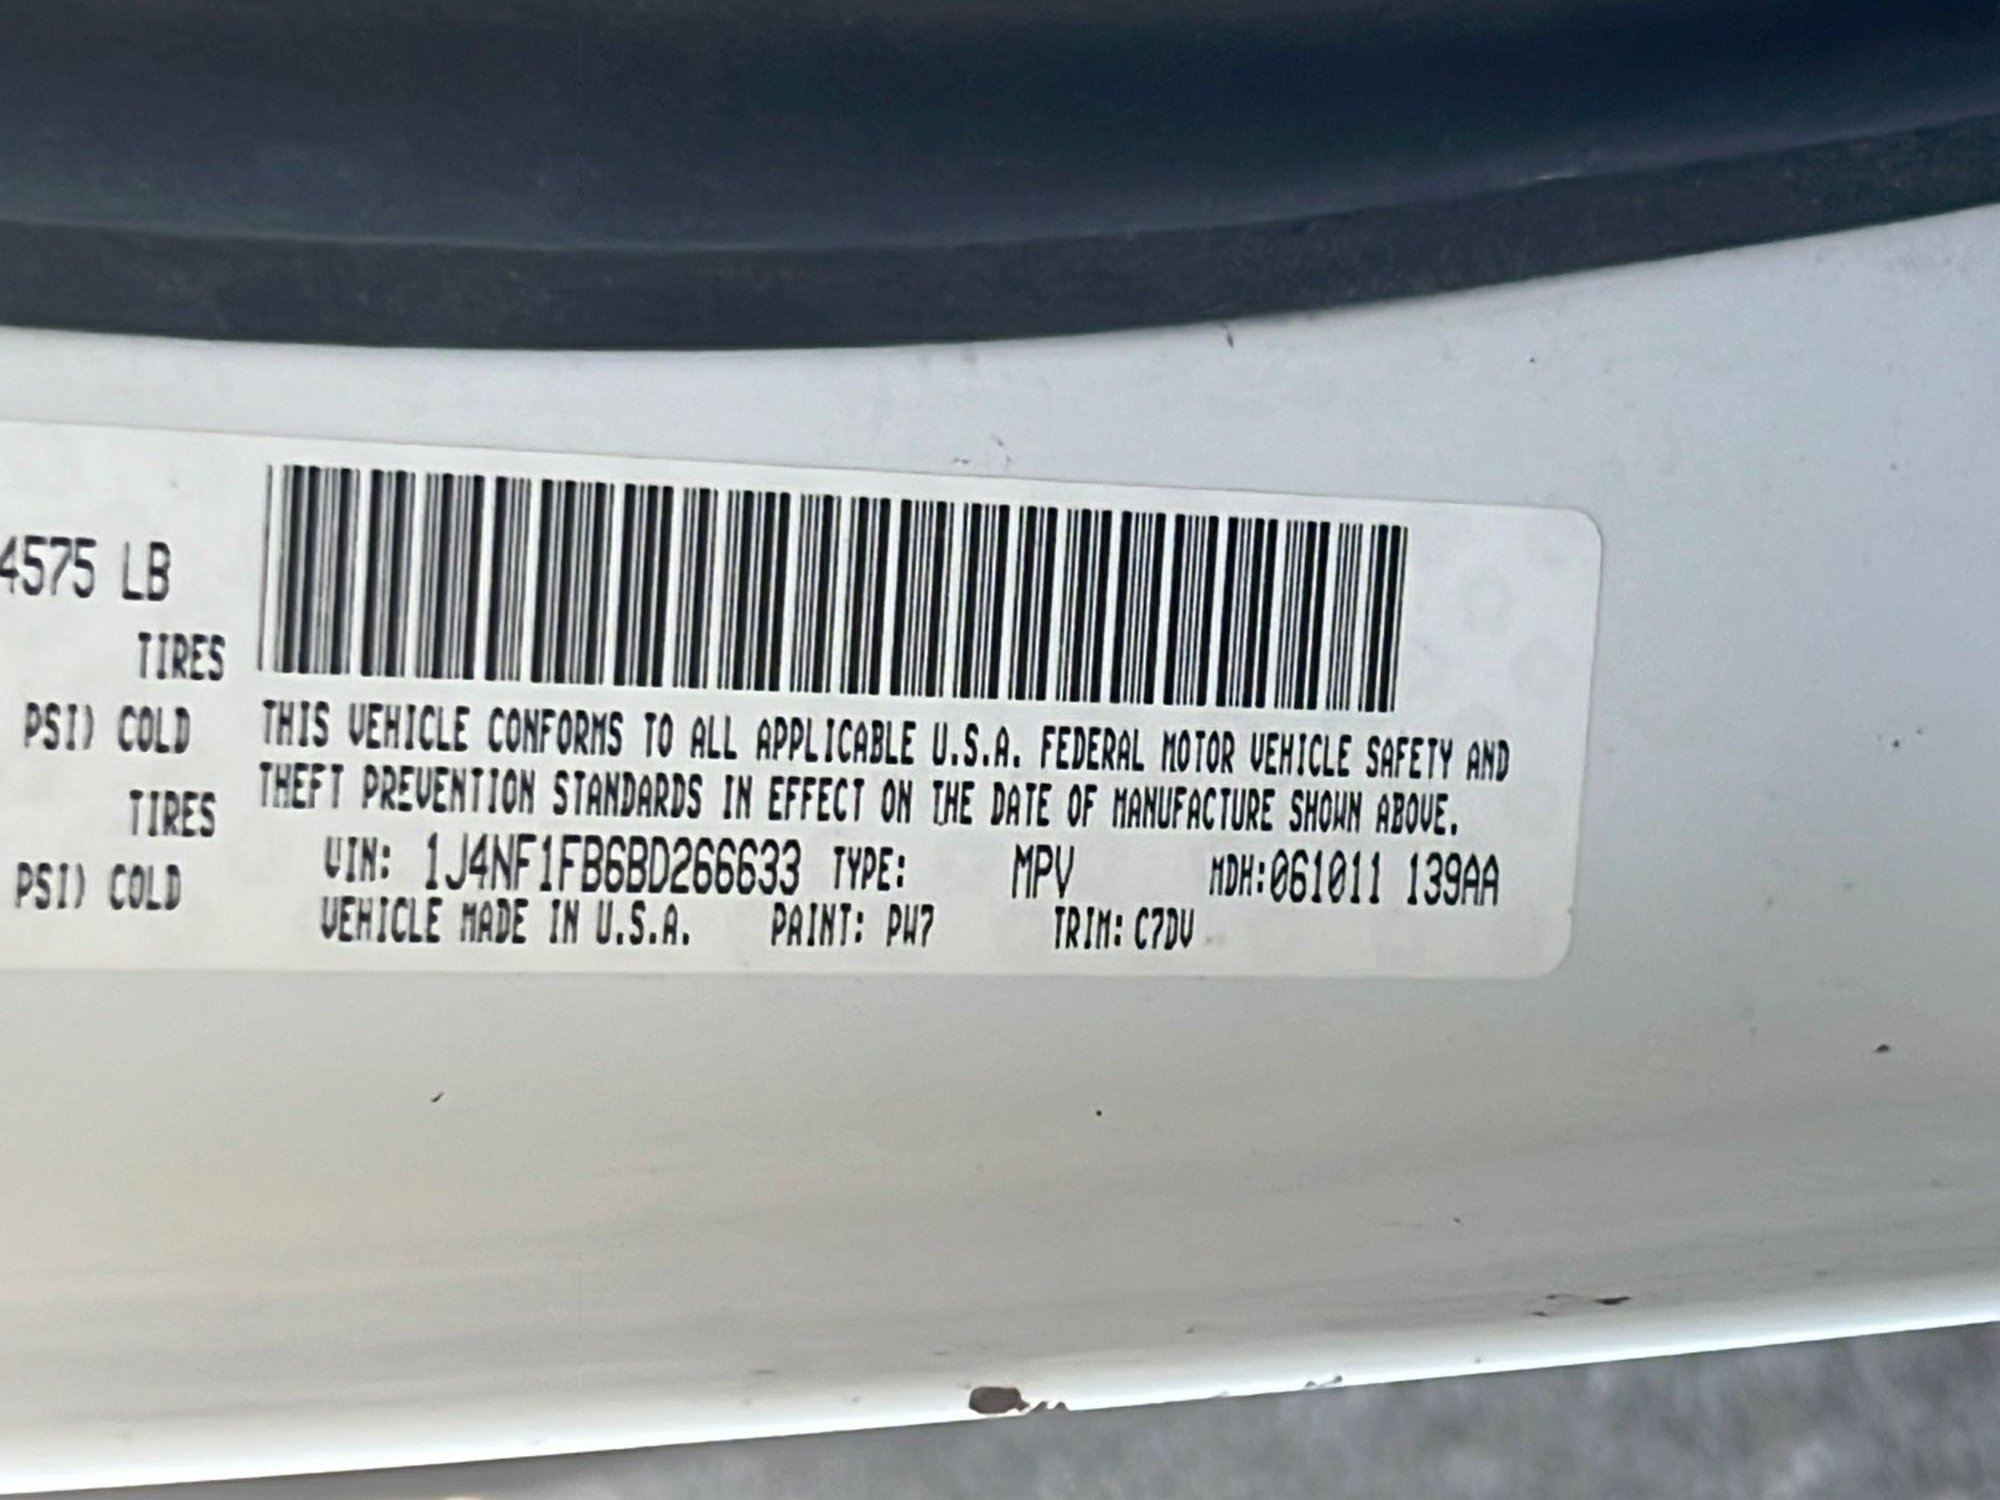 4575 LB
TIRES
PSI) COLD
TIRES
PSI) COLD
THIS VEHICLE CONFORMS TO ALL APPLICABLE U.S.A. FEDERAL MOTOR VEHICLE SAFETY AND
THEFT PREVENTION STANDARDS IN EFFECT ON THE DATE OF MANUFACTURE SHOWN ABOVE.
VIN: 1J4NF1FB6BD266633 TYPE: MPV MDH:061011 139AA
VEHICLE MADE IN U.S.A. PAINT: PW7 TRIM: C7DV